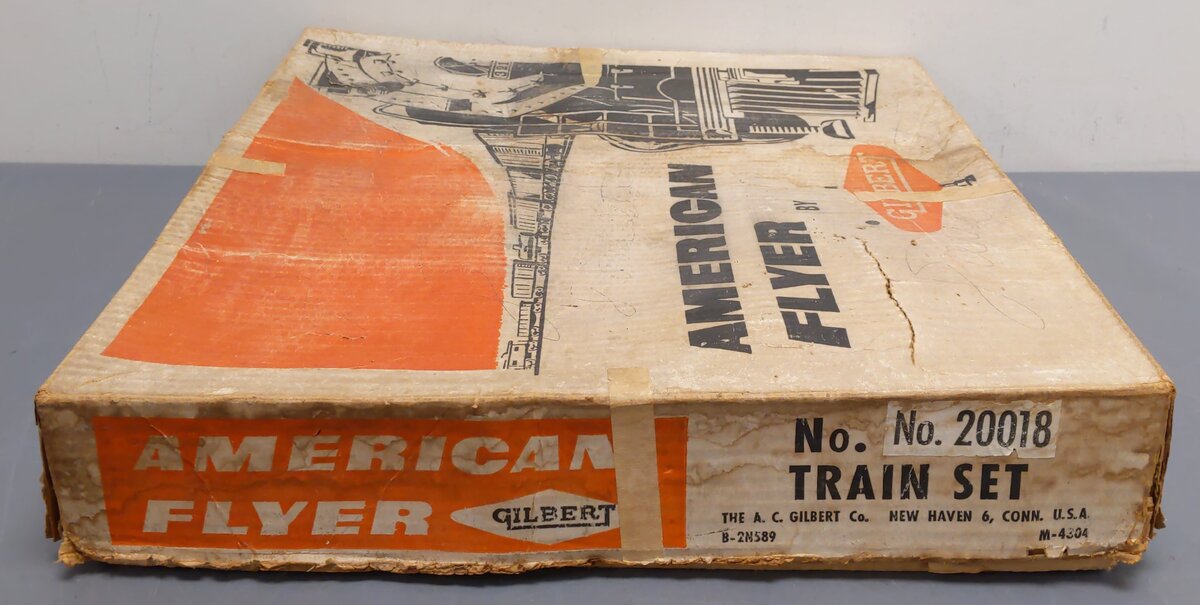 AMERICAN
FLYER BY
GILBERT
AMERICAN
FLYER GILBERT
No. No. 20018
TRAIN SET
THE A. C. GILBERT Co. NEW HAVEN 6, CONN. U.S.A.
B-2N589 M-4304